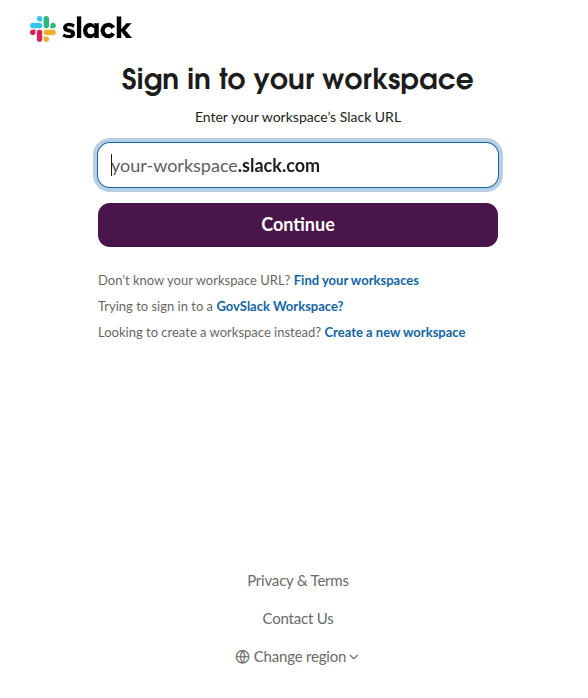 slack
Sign in to your workspace
Enter your workspace's Slack URL
your-workspace.slack.com
Continue
Don't know your workspace URL? Find your workspaces
Trying to sign in to a GovSlack Workspace?
Looking to create a workspace instead? Create a new workspace
Privacy & Terms
Contact Us
Change region